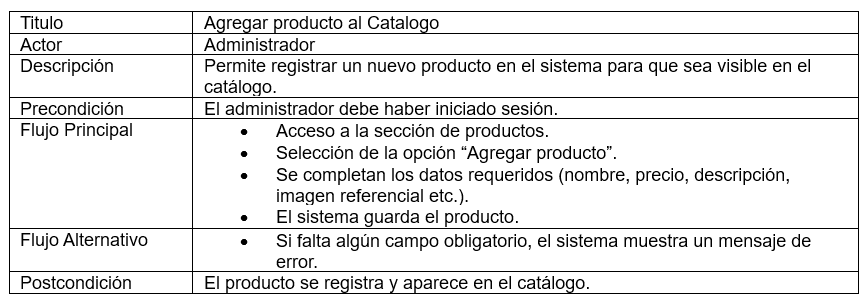 Titulo Agregar producto al Catalogo
Actor Administrador
Descripción Permite registrar un nuevo producto en el sistema para que sea visible en el
catálogo.
Precondición El administrador debe haber iniciado sesión.
Flujo Principal • Acceso a la sección de productos.
• Selección de la opción “Agregar producto”.
• Se completan los datos requeridos (nombre, precio, descripción,
imagen referencial etc.).
• El sistema guarda el producto.
Flujo Alternativo • Si falta algún campo obligatorio, el sistema muestra un mensaje de
error.
Postcondición El producto se registra y aparece en el catálogo.